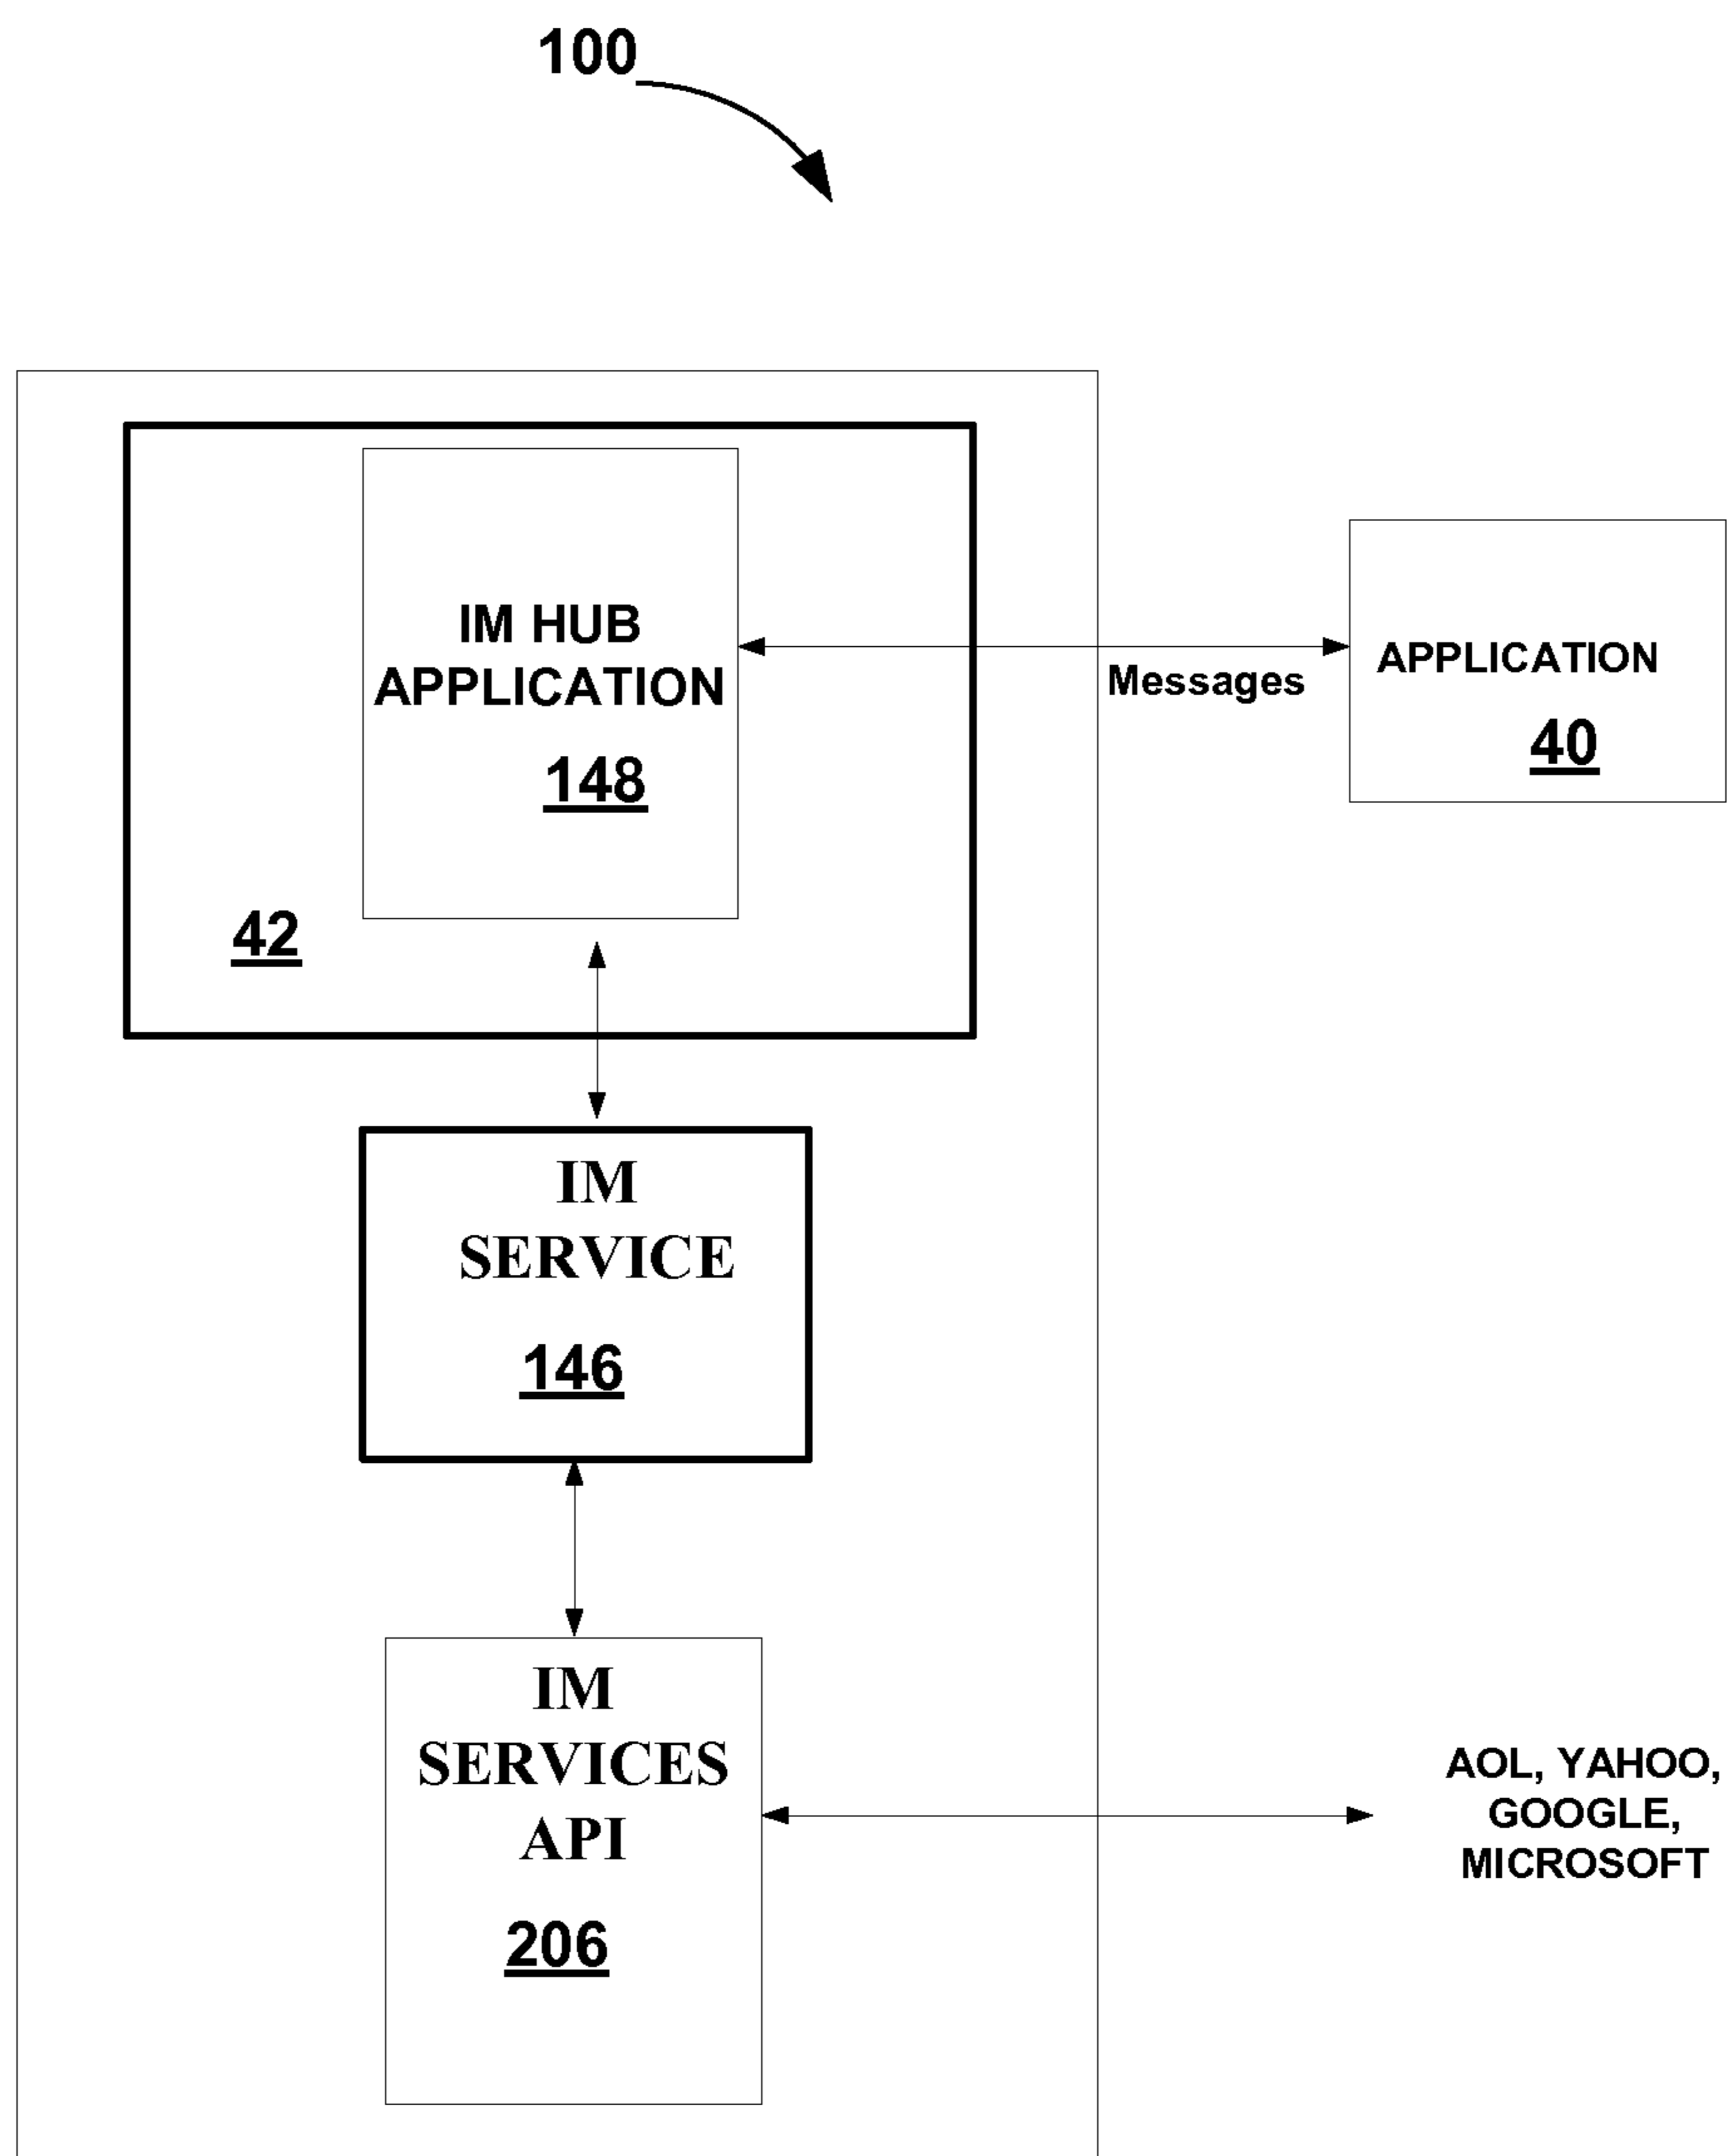 100
IM HUB
APPLICATION
148
42
Messages
APPLICATION
40
IM
SERVICE
146
IM
SERVICES
API
206
AOL, YAHOO,
GOOGLE,
MICROSOFT